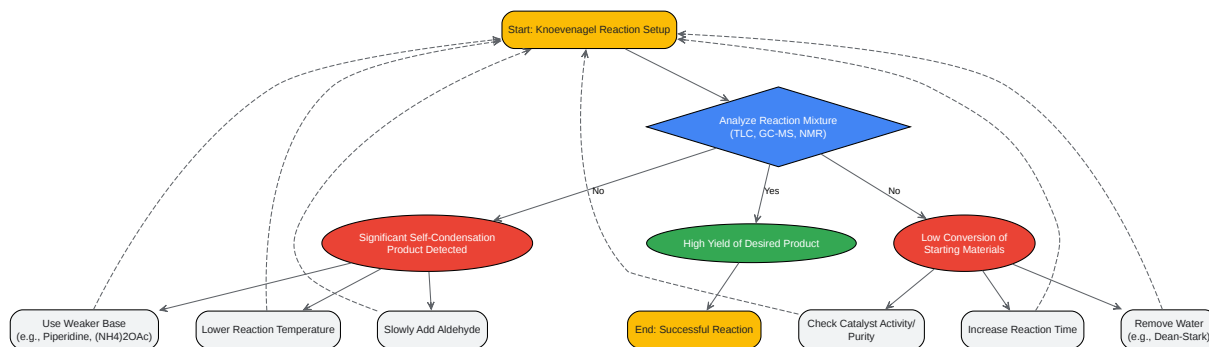 Start: Knoevenagel Reaction Setup
Analyze Reaction Mixture
(TLC, GC-MS, NMR)
No
Yes
No
Significant Self-Condensation
Product Detected
High Yield of Desired Product
Low Conversion of
Starting Materials
Use Weaker Base
(e.g., Piperidine, (NH4)2OAc)
Lower Reaction Temperature
Slowly Add Aldehyde
End: Successful Reaction
Check Catalyst Activity/
Purity
Increase Reaction Time
Remove Water
(e.g., Dean-Stark)